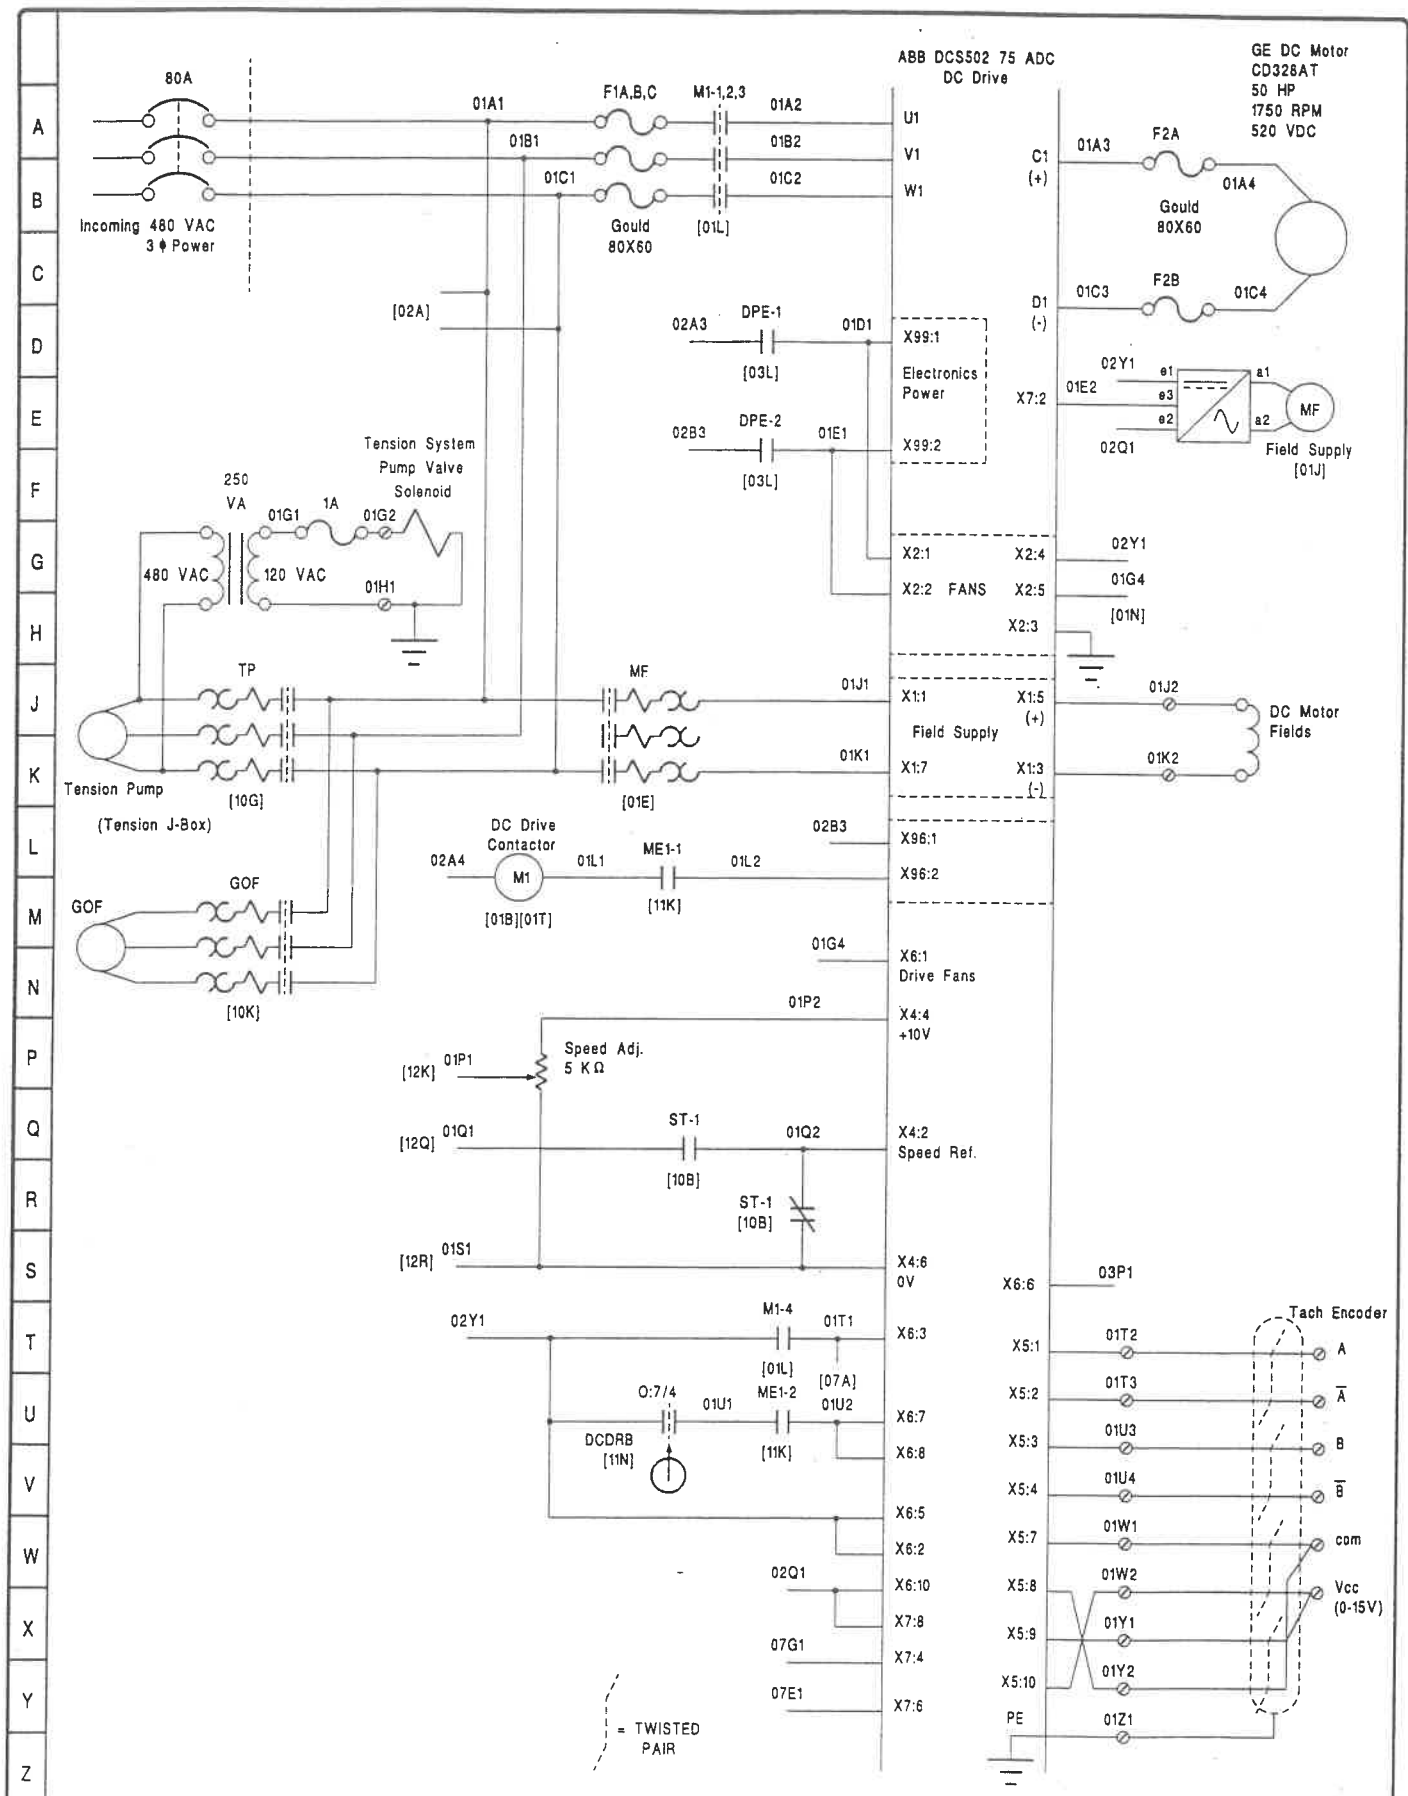 ABB DCS502 75 ADC
DC Drive
GE DC Motor
CD328AT
50 HP
1750 RPM
520 VDC
80A
01A1
F1A,B,C
M1-1,2,3
01A2
U1
A
01B1
01B2
V1
C1
(+)
01A3
F2A
01A4
01C1
01C2
W1
B
Incoming 480 VAC
3 ϕ Power
Gould
80X60
[01L]
Gould
80X60
C
[02A]
D1
(-)
01C3
F2B
01C4
D
02A3
DPE-1
01D1
X99:1
[03L]
Electronics
Power
02Y1
e1
a1
X7:2
01E2
e3
MF
E
02B3
DPE-2
01E1
X99:2
e2
a2
02Q1
Field Supply
[01J]
[03L]
Tension System
Pump Valve
Solenoid
F
250
VA
01G1
1A
01G2
G
480 VAC
120 VAC
X2:1
X2:4
02Y1
01H1
X2:2 FANS
X2:5
01G4
[01N]
H
X2:3
J
TP
MF
01J1
X1:1
X1:5
(+)
01J2
DC Motor
Fields
Field Supply
K
01K1
X1:7
X1:3
(-)
01K2
Tension Pump
[10G]
[01E]
(Tension J-Box)
L
DC Drive
Contactor
02B3
X96:1
02A4
M1
01L1
ME1-1
01L2
X96:2
[01B][01T]
[11K]
M
GOF
GOF
01G4
X6:1
Drive Fans
N
[10K]
01P2
X4:4
+10V
P
[12K]
01P1
Speed Adj.
5 KΩ
Q
[12Q]
01Q1
ST-1
01Q2
X4:2
Speed Ref.
[10B]
R
ST-1
[10B]
S
[12R]
01S1
X4:6
0V
X6:6
03P1
Tach Encoder
T
02Y1
M1-4
01T1
X6:3
X5:1
01T2
A
[01L]
[07A]
U
O:7/4
01U1
ME1-2
01U2
X6:7
X5:2
01T3
A̅
DCDRB
[11N]
[11K]
X6:8
X5:3
01U3
B
V
X5:4
01U4
B̅
X6:5
X5:7
01W1
com
W
X6:2
02Q1
X6:10
X5:8
01W2
Vcc
(0-15V)
X
X7:8
X5:9
01Y1
07G1
X7:4
X5:10
01Y2
Y
07E1
X7:6
PE
01Z1
= TWISTED
PAIR
Z